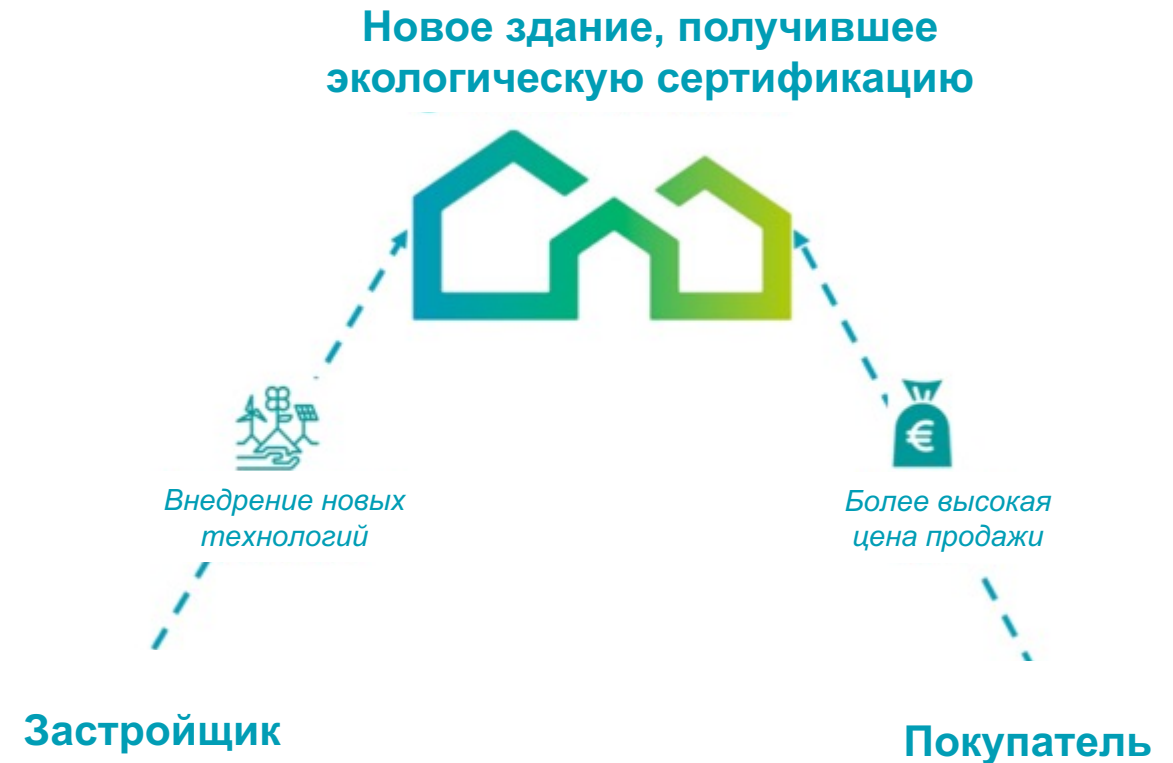 Новое здание, получившее
экологическую сертификацию
€
Внедрение новых
технологий
Более высокая
цена продажи
Застройщик
Покупатель